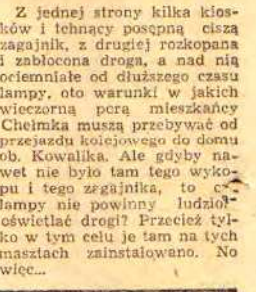 Z jednej strony kilka kios-
ków i tchnący posępną ciszą
zagajnik, z drugiej rozkopana
i zabłocona droga, a nad nią
ociemniałe od dłuższego czasu
lampy, oto warunki w jakich
wieczorną porą mieszkańcy
Chełmka muszą przebywać od
przejazdu kolejowego do domu
ob. Kowalika. Ale gdyby na-
wet nie było tam tego wyko-
pu i tego zagajnika, to
lampy nie powinny
oświetlać drogi? Przecież tyl-
ko w tym celu je tam na tych
masztach zainstalowano. No
więc...